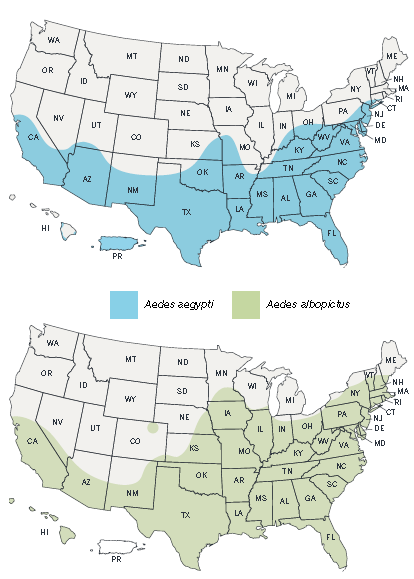 WA
MT
ND
MN
ME
VT
NH
MA
RI
CT
NY
WI
MI
OR
ID
SD
WY
IA
NE
NV
UT
CO
KS
MO
IL
IN
OH
PA
NJ
DE
MD
WV
VA
KY
CA
AZ
NM
OK
AR
TN
NC
SC
MS
AL
GA
TX
LA
FL
HI
PR
Aedes aegypti Aedes albopictus
WA
MT
ND
MN
ME
VT
NH
MA
RI
CT
NY
WI
MI
OR
ID
SD
WY
IA
NE
NV
UT
CO
KS
MO
IL
IN
OH
PA
NJ
DE
MD
WV
VA
KY
CA
AZ
NM
OK
AR
TN
NC
SC
MS
AL
GA
TX
LA
FL
HI
PR